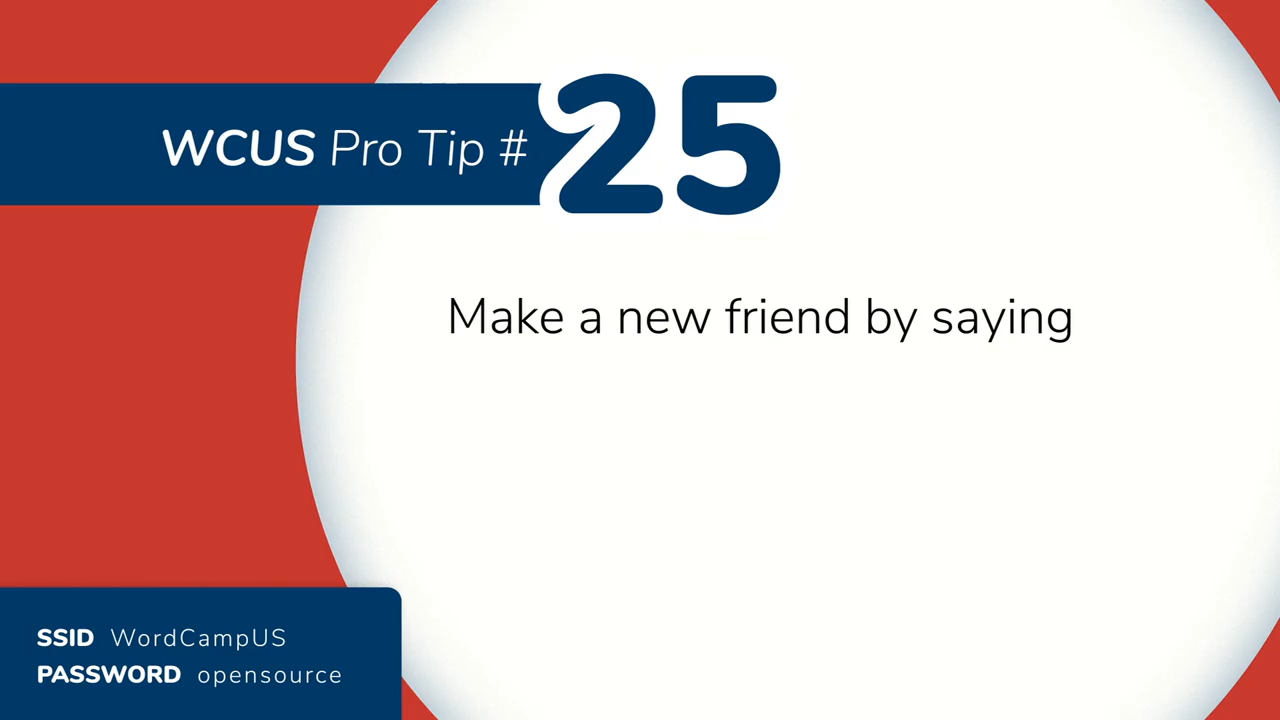 WCUS Pro Tip #25
Make a new friend by saying
SSID WordCampUS
PASSWORD opensource